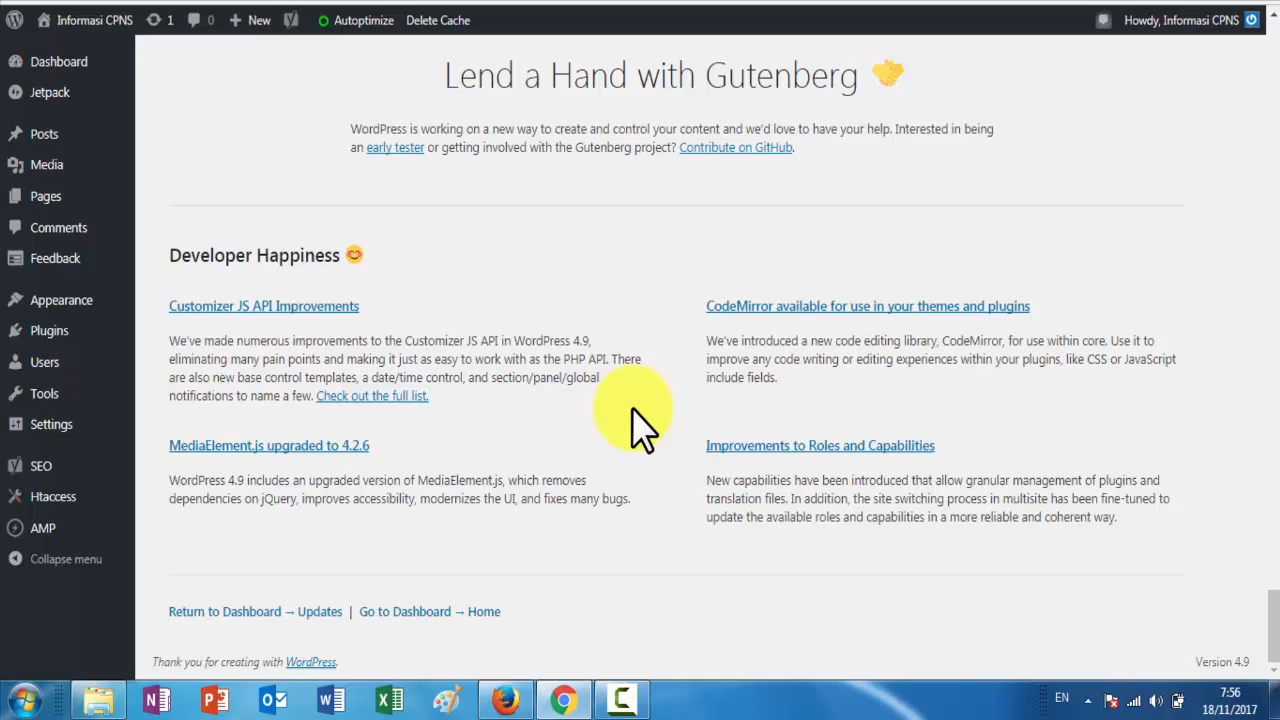 Informasi CPNS 1 0 New Autoptimize Delete Cache Howdy, Informasi CPNS
Dashboard
Jetpack
Posts
Media
Pages
Comments
Feedback
Appearance
Plugins
Users
Tools
Settings
SEO
Htaccess
AMP
Collapse menu
Lend a Hand with Gutenberg
WordPress is working on a new way to create and control your content and we'd love to have your help. Interested in being
an early tester or getting involved with the Gutenberg project? Contribute on GitHub.
Developer Happiness
Customizer JS API Improvements
We've made numerous improvements to the Customizer JS API in WordPress 4.9,
eliminating many pain points and making it just as easy to work with as the PHP API. There
are also new base control templates, a date/time control, and section/panel/global
notifications to name a few. Check out the full list.
CodeMirror available for use in your themes and plugins
We've introduced a new code editing library, CodeMirror, for use within core. Use it to
improve any code writing or editing experiences within your plugins, like CSS or JavaScript
include fields.
MediaElement.js upgraded to 4.2.6
WordPress 4.9 includes an upgraded version of MediaElement.js, which removes
dependencies on jQuery, improves accessibility, modernizes the UI, and fixes many bugs.
Improvements to Roles and Capabilities
New capabilities have been introduced that allow granular management of plugins and
translation files. In addition, the site switching process in multisite has been fine-tuned to
update the available roles and capabilities in a more reliable and coherent way.
Return to Dashboard → Updates | Go to Dashboard → Home
Thank you for creating with WordPress. Version 4.9
EN 7:56
18/11/2017